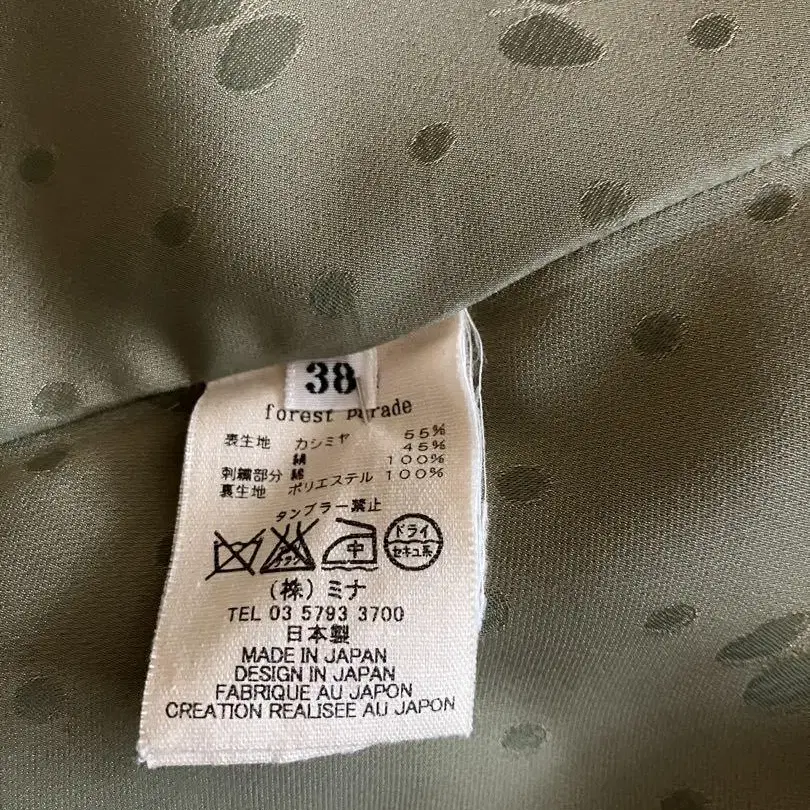 38
forest parade
表生地 カシミヤ 55%
45%
刺繍部分 100%
裏生地 ポリエステル 100%
タンブラー禁止
中 ドライ
セキユ系
(株)ミナ
TEL 03 5793 3700
日本製
MADE IN JAPAN
DESIGN IN JAPAN
FABRIQUE AU JAPON
CREATION REALISEE AU JAPON